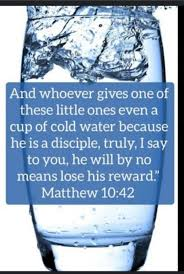 And whoever gives one of
these little ones even a
cup of cold water because
he is a disciple, truly, I say
to you, he will by no
means lose his reward."
Matthew 10:42